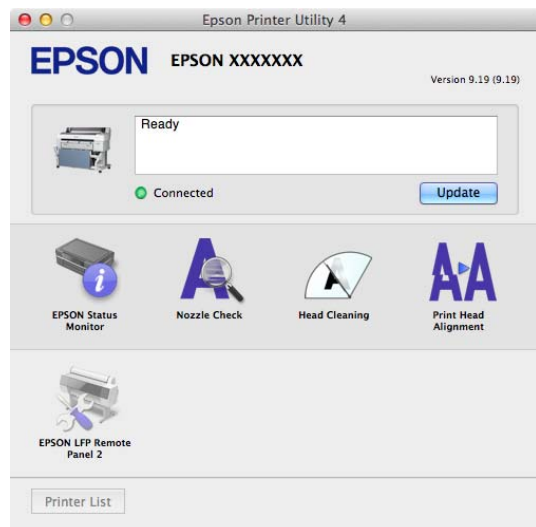 Epson Printer Utility 4
EPSON
EPSON XXXXXXX
Version 9.19 (9.19)
Ready
Connected
Update
EPSON Status
Monitor
Nozzle Check
Head Cleaning
Print Head
Alignment
EPSON LFP Remote
Panel 2
Printer List